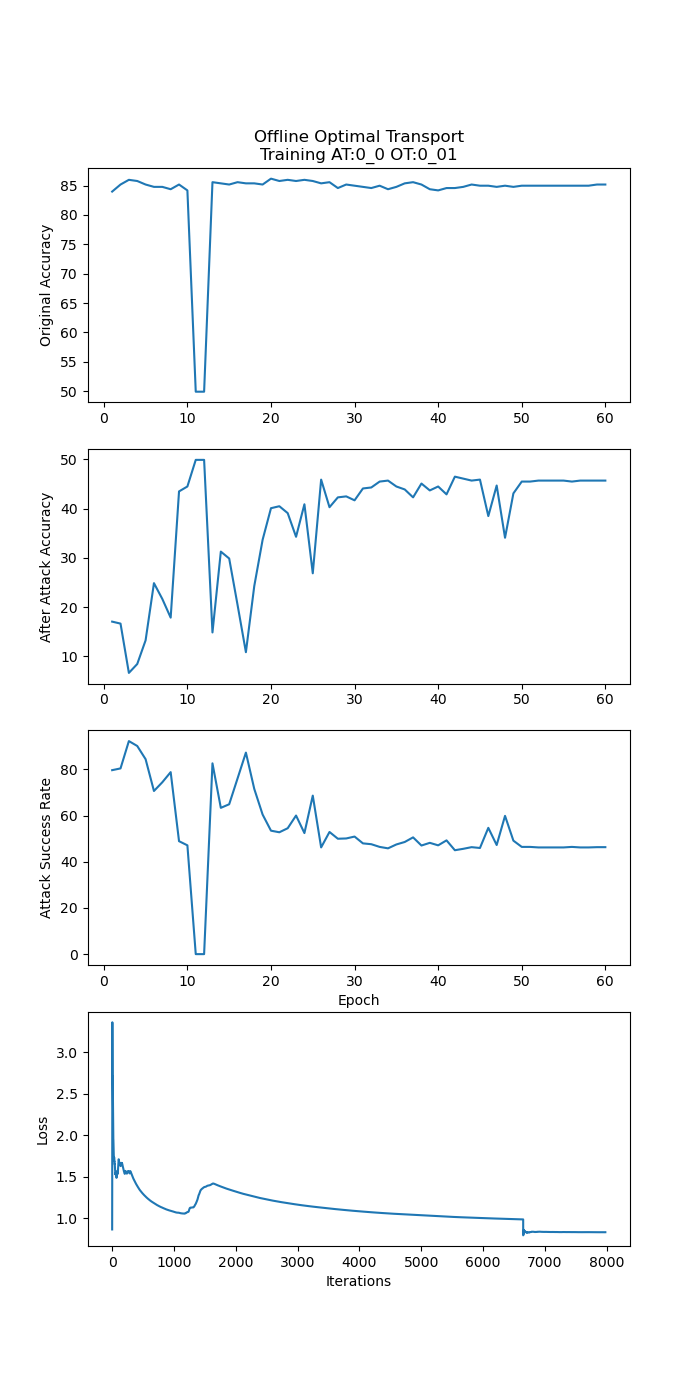 Offline Optimal Transport
Training AT:0_0 OT:0_01
85
80
75
70
65
60
55
50
Original Accuracy
0 10 20 30 40 50 60
50
40
30
20
10
After Attack Accuracy
0 10 20 30 40 50 60
80
60
40
20
0
Attack Success Rate
0 10 20 30 40 50 60
Epoch
3.0
2.5
2.0
1.5
1.0
Loss
0 1000 2000 3000 4000 5000 6000 7000 8000
Iterations